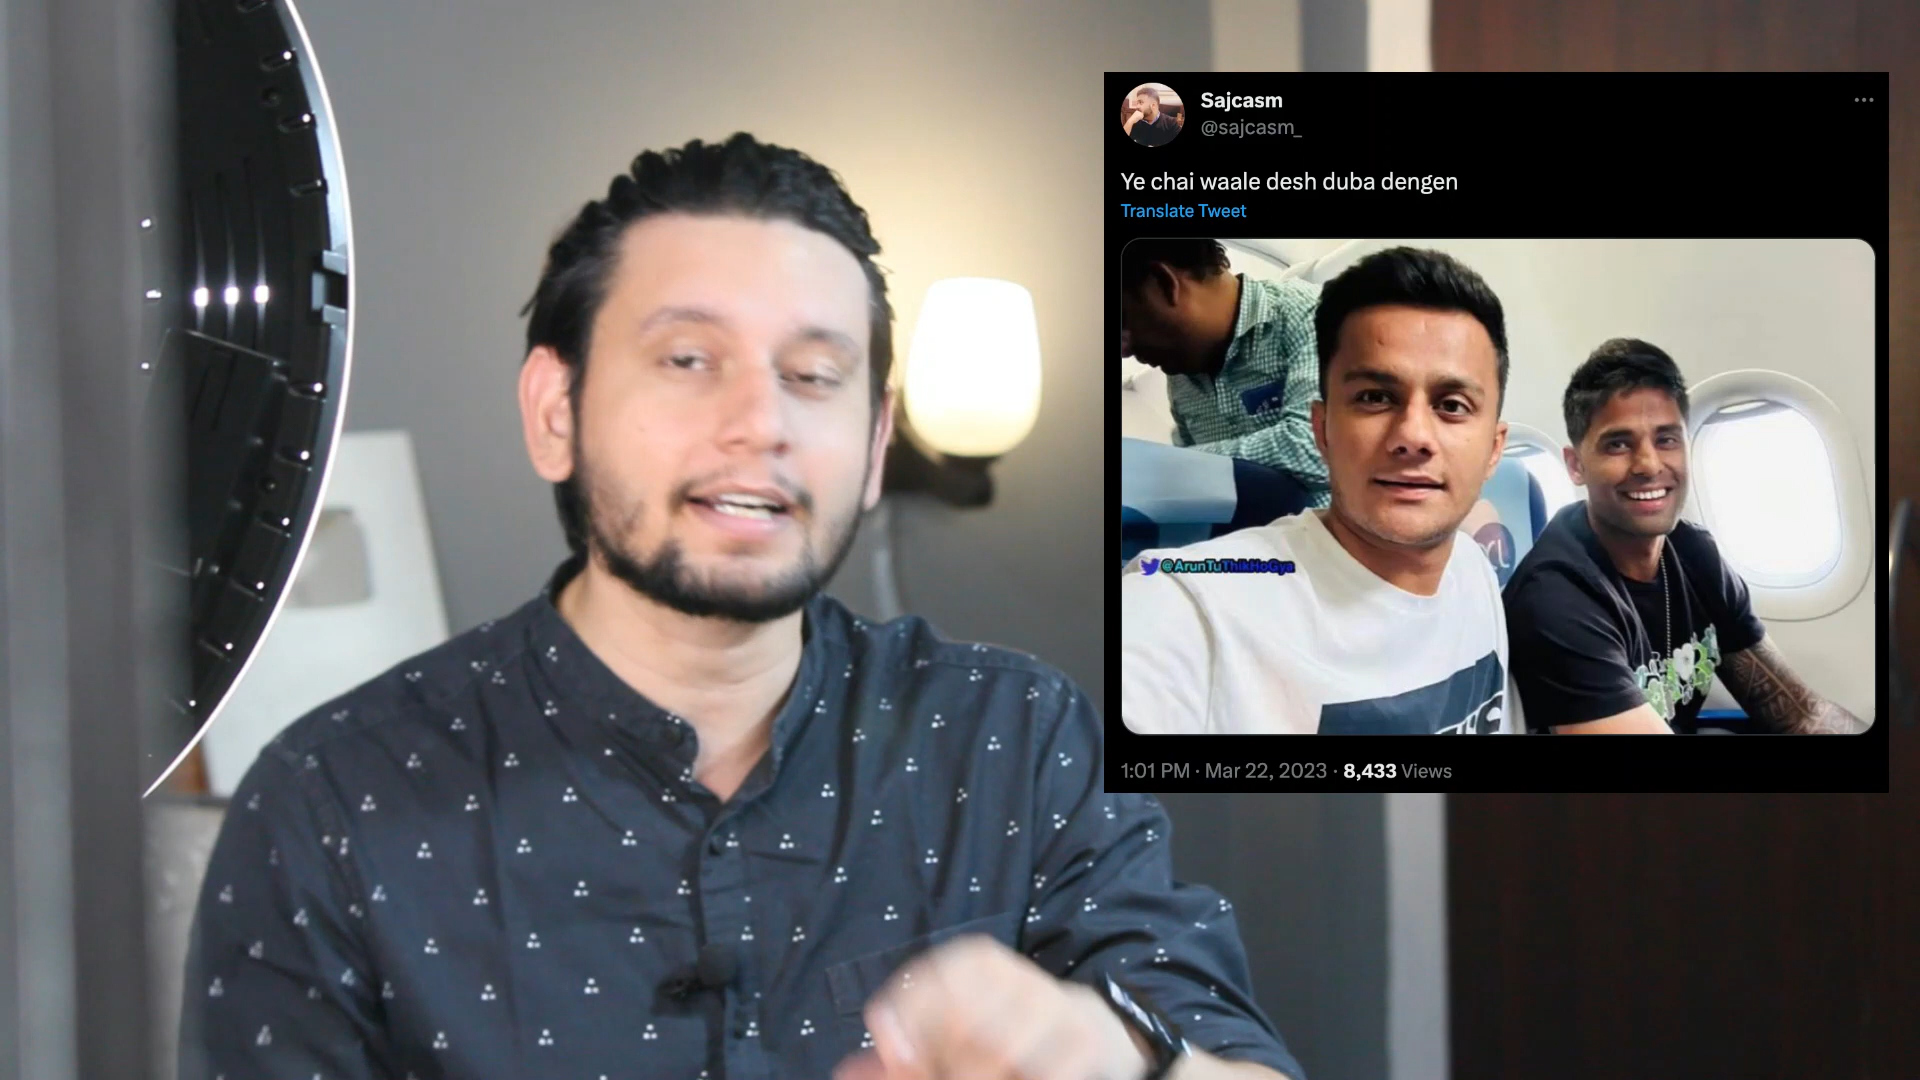 Sajcasm
@sajcasm_
Ye chai waale desh duba dengen
Translate Tweet
@ArunTuThikHoGya
1:01 PM · Mar 22, 2023 · 8,433 Views